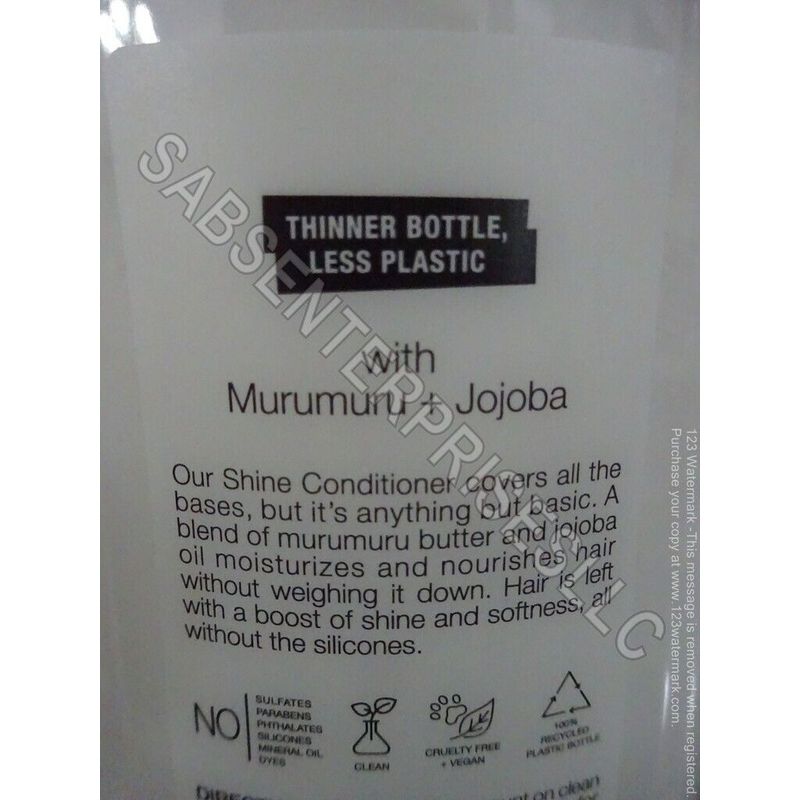 THINNER BOTTLE,
LESS PLASTIC
with
Murumuru + Jojoba
Our Shine Conditioner covers all the
bases, but it's anything but basic. A
blend of murumuru butter and jojoba
oil moisturizes and nourishes hair
without weighing it down. Hair is left
with a boost of shine and softness, all
without the silicones.
NO
SULFATES
PARABENS
PHTHALATES
SILICONES
MINERAL OIL
DYES
CLEAN
CRUELTY FREE
+ VEGAN
100%
RECYCLED
PLASTIC BOTTLE
on clean
SABSENTERPRISESLLC
123 Watermark -This message is removed when registered.
Purchase your copy at www.123watermark.com.